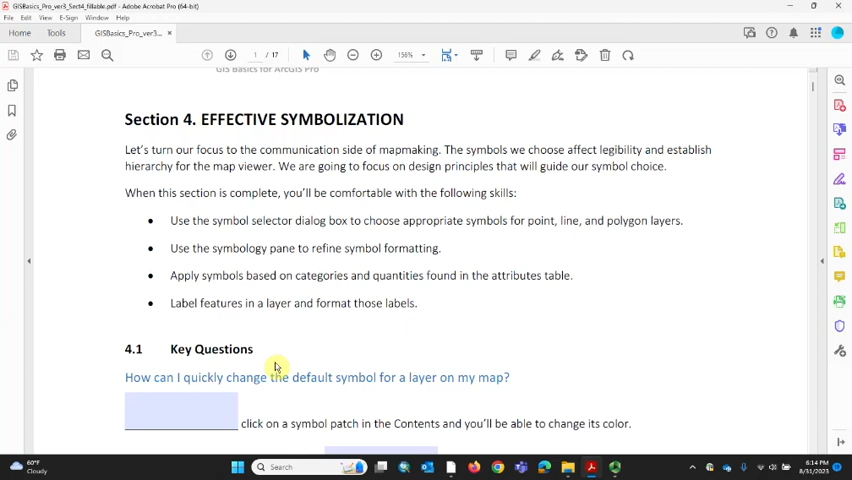 GISBasics_Pro_ver3_Sect4_fillable.pdf - Adobe Acrobat Pro (64-bit)
File Edit View E-Sign Window Help
Home Tools GISBasics_Pro_ver3... ×
1 / 17 156%
GIS Basics for ArcGIS Pro
Section 4. EFFECTIVE SYMBOLIZATION
Let's turn our focus to the communication side of mapmaking. The symbols we choose affect legibility and establish
hierarchy for the map viewer. We are going to focus on design principles that will guide our symbol choice.
When this section is complete, you'll be comfortable with the following skills:
• Use the symbol selector dialog box to choose appropriate symbols for point, line, and polygon layers.
• Use the symbology pane to refine symbol formatting.
• Apply symbols based on categories and quantities found in the attributes table.
• Label features in a layer and format those labels.
4.1 Key Questions
How can I quickly change the default symbol for a layer on my map?
click on a symbol patch in the Contents and you'll be able to change its color.
60°F
Cloudy
Search
6:14 PM
8/31/2023